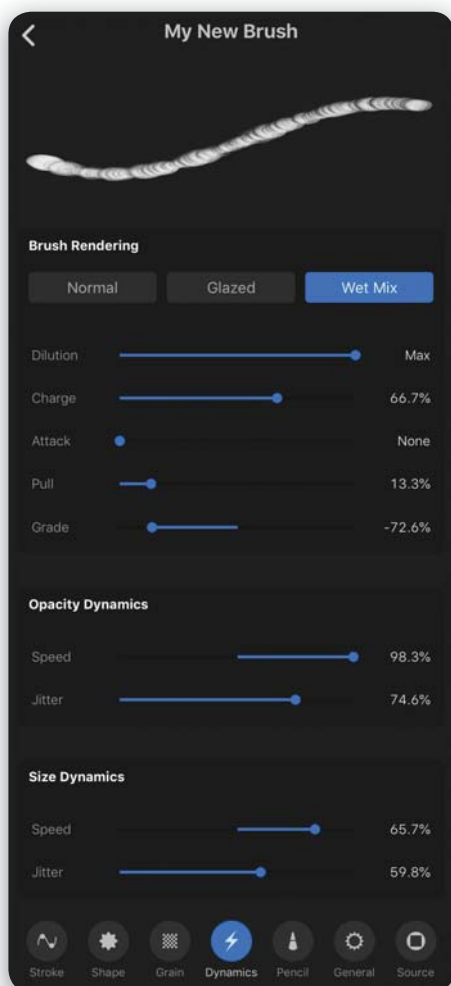 My New Brush
Brush Rendering
Normal Glazed Wet Mix
Dilution Max
Charge 66.7%
Attack None
Pull 13.3%
Grade -72.6%
Opacity Dynamics
Speed 98.3%
Jitter 74.6%
Size Dynamics
Speed 65.7%
Jitter 59.8%
Stroke Shape Grain Dynamics Pencil General Source